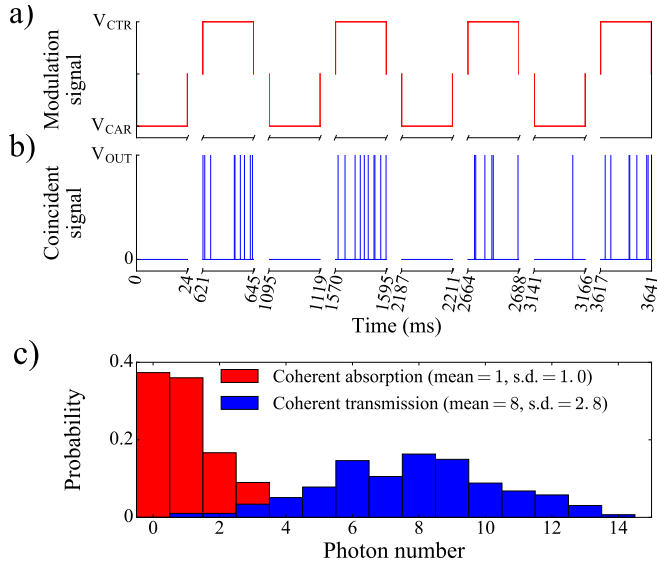 a)
Modulation
signal
V_CTR
V_CAR
b)
Coincident
signal
V_OUT
0
0 24 621 645 1095 1119 1570 1595 2187 2211 2664 2688 3141 3166 3617 3641
Time (ms)
c)
Probability
0.4
0.2
0
Coherent absorption (mean = 1, s.d. = 1.0)
Coherent transmission (mean = 8, s.d. = 2.8)
0 2 4 6 8 10 12 14
Photon number